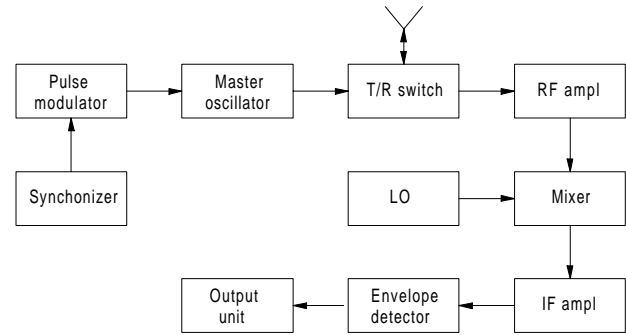 Pulse
modulator
Master
oscillator
T/R switch
RF ampl
Synchonizer
LO
Mixer
Output
unit
Envelope
detector
IF ampl